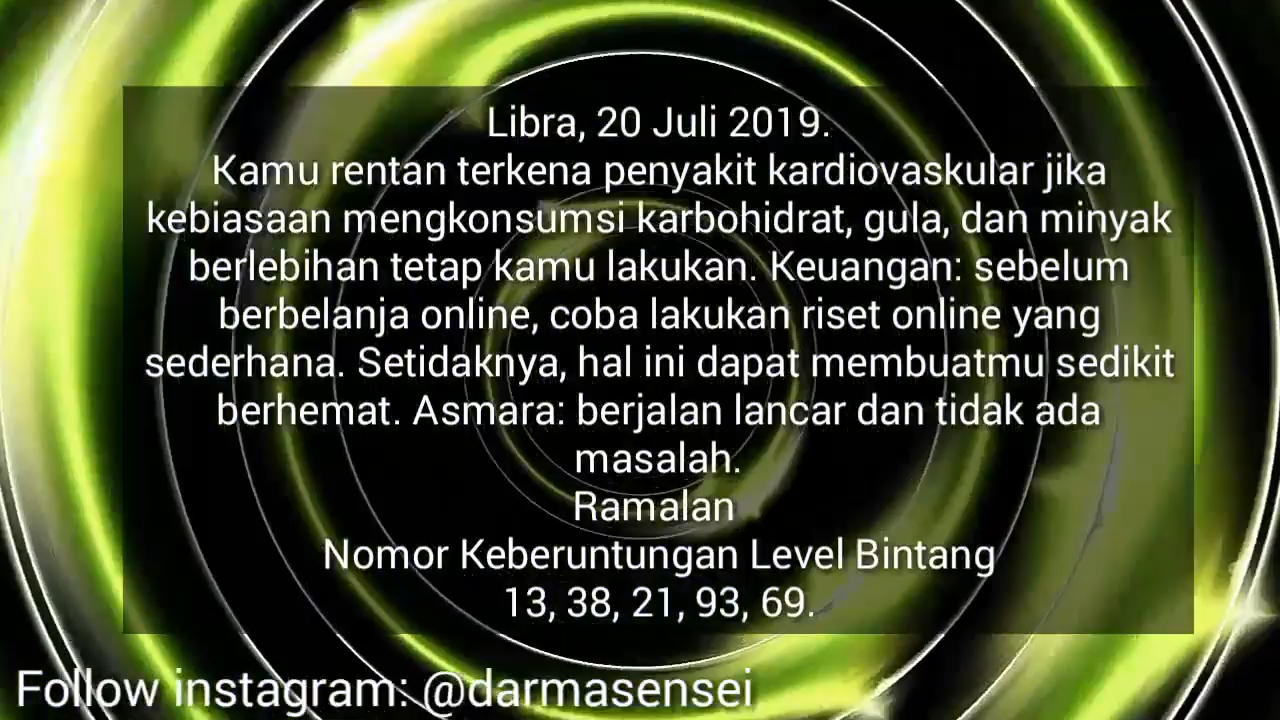 Libra, 20 Juli 2019.
Kamu rentan terkena penyakit kardiovaskular jika
kebiasaan mengkonsumsi karbohidrat, gula, dan minyak
berlebihan tetap kamu lakukan. Keuangan: sebelum
berbelanja online, coba lakukan riset online yang
sederhana. Setidaknya, hal ini dapat membuatmu sedikit
berhemat. Asmara: berjalan lancar dan tidak ada
masalah.
Ramalan
Nomor Keberuntungan Level Bintang
13, 38, 21, 93, 69.
Follow instagram: @darmasensei